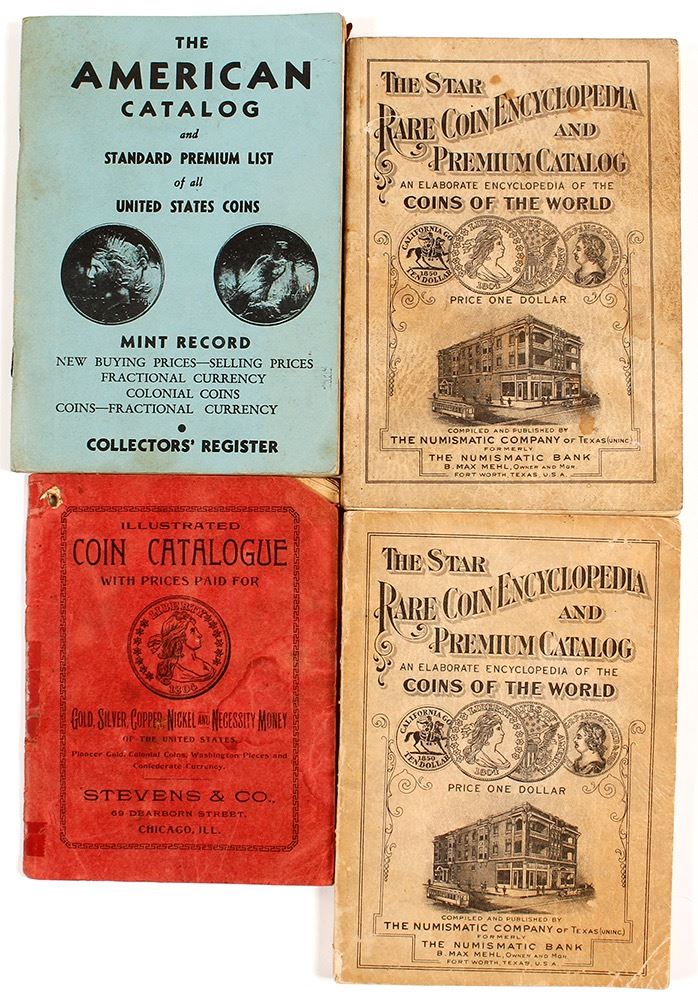 THE
AMERICAN
CATALOG
and
STANDARD PREMIUM LIST
of all
UNITED STATES COINS
MINT RECORD
NEW BUYING PRICES—SELLING PRICES
FRACTIONAL CURRENCY
COLONIAL COINS
COINS—FRACTIONAL CURRENCY
COLLECTORS' REGISTER
THE STAR
RARE COIN ENCYCLOPEDIA
AND
PREMIUM CATALOG
AN ELABORATE ENCYCLOPEDIA OF THE
COINS OF THE WORLD
CALIFORNIA GOLD
1850
TEN DOLLAR
1804
PRICE ONE DOLLAR
COMPILED AND PUBLISHED BY
THE NUMISMATIC COMPANY OF TEXAS (UNINC.)
FORMERLY
THE NUMISMATIC BANK
B. MAX MEHL, OWNER AND MGR.
FORT WORTH, TEXAS, U.S.A.
ILLUSTRATED
COIN CATALOGUE
WITH PRICES PAID FOR
LIBERTY
1804
GOLD, SILVER, COPPER, NICKEL AND NECESSITY MONEY
OF THE UNITED STATES.
Pioneer Gold, Colonial Coins, Washington Pieces and
Confederate Currency.
STEVENS & CO.,
69 DEARBORN STREET,
CHICAGO, ILL.
THE STAR
RARE COIN ENCYCLOPEDIA
AND
PREMIUM CATALOG
AN ELABORATE ENCYCLOPEDIA OF THE
COINS OF THE WORLD
CALIFORNIA GOLD
1850
TEN DOLLAR
1804
PRICE ONE DOLLAR
COMPILED AND PUBLISHED BY
THE NUMISMATIC COMPANY OF TEXAS (UNINC.)
FORMERLY
THE NUMISMATIC BANK
B. MAX MEHL, OWNER AND MGR.
FORT WORTH, TEXAS, U.S.A.